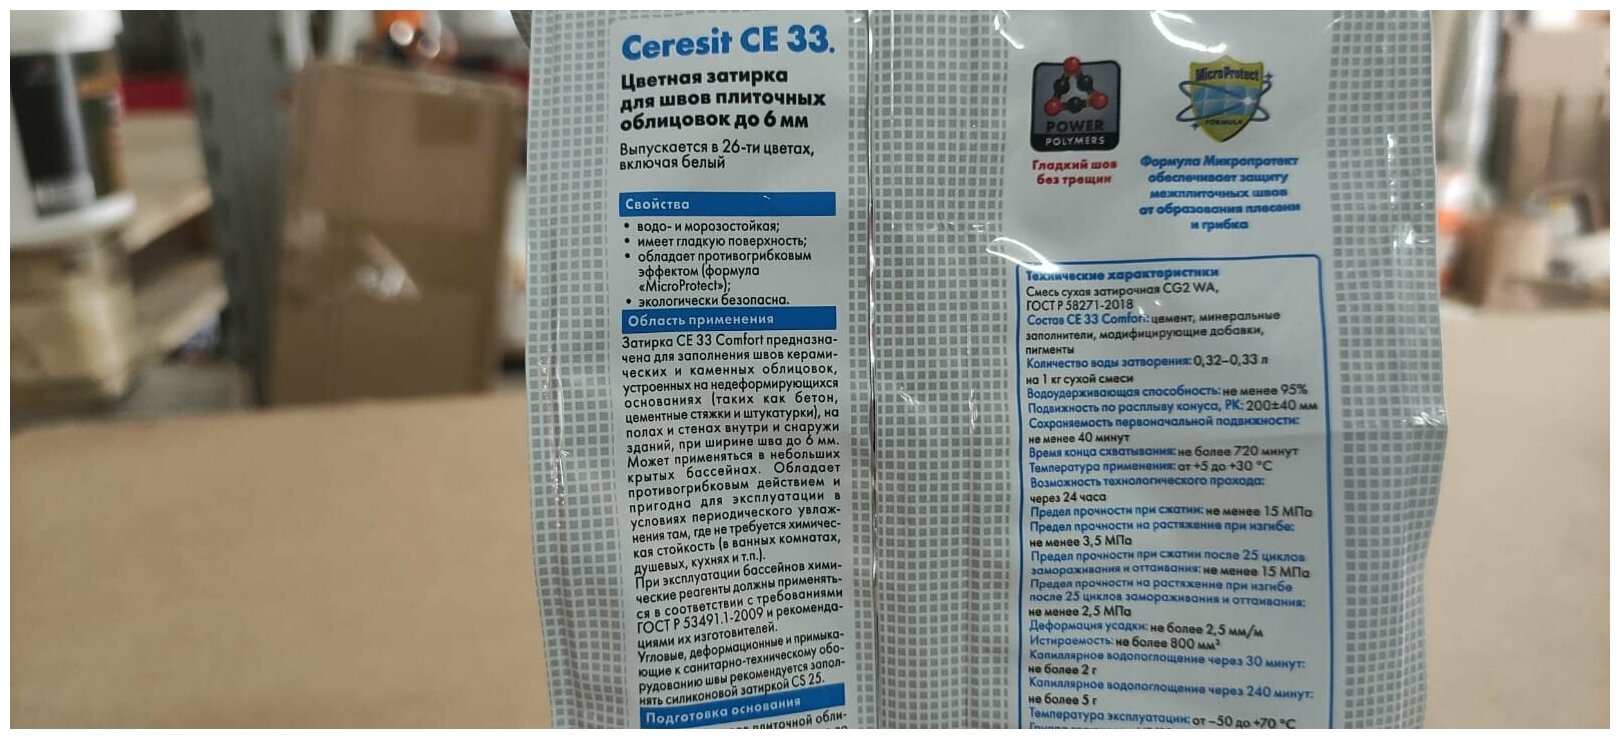 Ceresit CE 33.
Цветная затирка
для швов плиточных
облицовок до 6 мм
Выпускается в 26-ти цветах,
включая белый
Свойства
• водо- и морозостойкая;
• имеет гладкую поверхность;
• обладает противогрибковым
эффектом (формула
«MicroProtect»);
• экологически безопасна.
Область применения
Затирка CE 33 Comfort предназна-
чена для заполнения швов керами-
ческих и каменных облицовок,
устроенных на недеформирующихся
основаниях (таких как бетон,
цементные стяжки и штукатурки), на
полах и стенах внутри и снаружи
зданий, при ширине шва до 6 мм.
Может применяться в небольших
крытых бассейнах. Обладает
противогрибковым действием и
пригодна для эксплуатации в
условиях периодического увлаж-
нения там, где не требуется химичес-
кая стойкость (в ванных комнатах,
душевых, кухнях и т.п.).
При эксплуатации бассейнов хими-
ческие реагенты должны применять-
ся в соответствии с требованиями
ГОСТ Р 53491.1-2009 и рекоменда-
циями их изготовителей.
Угловые, деформационные и примыка-
ющие к санитарно-техническому обо-
рудованию швы рекомендуется запол-
нять силиконовой затиркой CS 25.
Подготовка основания
плиточной обли-
POWER
POLYMERS
Гладкий шов
без трещин
MicroProtect
FORMULA
Формула Микропротект
обеспечивает защиту
межплиточных швов
от образования плесени
и грибка
Технические характеристики
Смесь сухая затирочная CG2 WA,
ГОСТ Р 58271-2018
Состав CE 33 Comfort: цемент, минеральные
заполнители, модифицирующие добавки,
пигменты
Количество воды затворения: 0,32–0,33 л
на 1 кг сухой смеси
Водоудерживающая способность: не менее 95%
Подвижность по расплыву конуса, РК: 200±40 мм
Сохраняемость первоначальной подвижности:
не менее 40 минут
Время конца схватывания: не более 720 минут
Температура применения: от +5 до +30 °C
Возможность технологического прохода:
через 24 часа
Предел прочности при сжатии: не менее 15 МПа
Предел прочности на растяжение при изгибе:
не менее 3,5 МПа
Предел прочности при сжатии после 25 циклов
замораживания и оттаивания: не менее 15 МПа
Предел прочности на растяжение при изгибе
после 25 циклов замораживания и оттаивания:
не менее 2,5 МПа
Деформация усадки: не более 2,5 мм/м
Истираемость: не более 800 мм³
Капиллярное водопоглощение через 30 минут:
не более 2 г
Капиллярное водопоглощение через 240 минут:
не более 5 г
Температура эксплуатации: от –50 до +70 °C